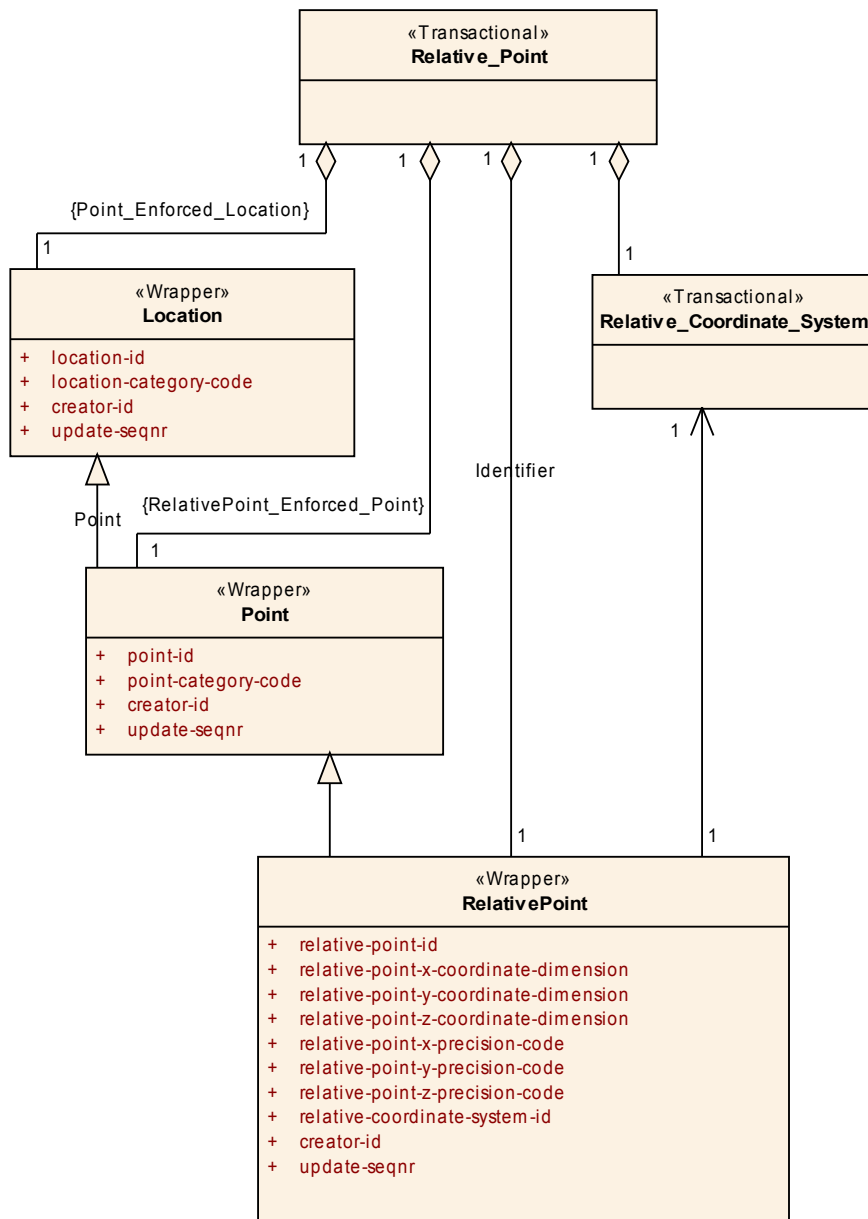 «Transactional»
Relative_Point
1 1 1 1
{Point_Enforced_Location}
1
1
«Wrapper»
Location
+ location-id
+ location-category-code
+ creator-id
+ update-seqnr
«Transactional»
Relative_Coordinate_System
1
Identifier
{RelativePoint_Enforced_Point}
Point
1
«Wrapper»
Point
+ point-id
+ point-category-code
+ creator-id
+ update-seqnr
1
1
«Wrapper»
RelativePoint
+ relative-point-id
+ relative-point-x-coordinate-dimension
+ relative-point-y-coordinate-dimension
+ relative-point-z-coordinate-dimension
+ relative-point-x-precision-code
+ relative-point-y-precision-code
+ relative-point-z-precision-code
+ relative-coordinate-system-id
+ creator-id
+ update-seqnr